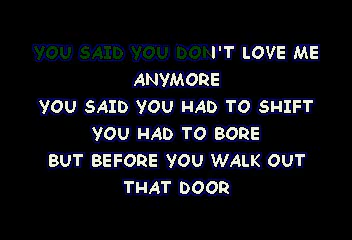 YOU SAID YOU DON'T LOVE ME
ANYMORE
YOU SAID YOU HAD TO SHIFT
YOU HAD TO BORE
BUT BEFORE YOU WALK OUT
THAT DOOR